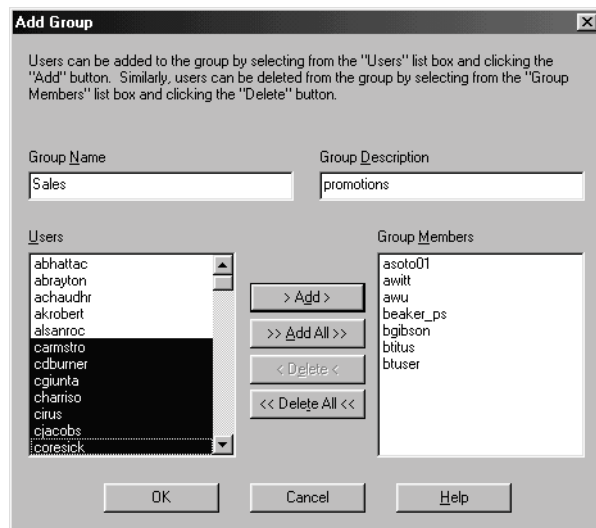 Add Group
Users can be added to the group by selecting from the "Users" list box and clicking the
"Add" button. Similarly, users can be deleted from the group by selecting from the "Group
Members" list box and clicking the "Delete" button.
Group Name
Group Description
Sales
promotions
Users
Group Members
abhattac
abrayton
achaudhr
akrobert
alsanroc
carmstro
cdburner
cgiunta
charriso
cirus
cjacobs
coresick
> Add >
>> Add All >>
< Delete <
<< Delete All <<
asoto01
awitt
awu
beaker_ps
bgibson
btitus
btuser
OK
Cancel
Help